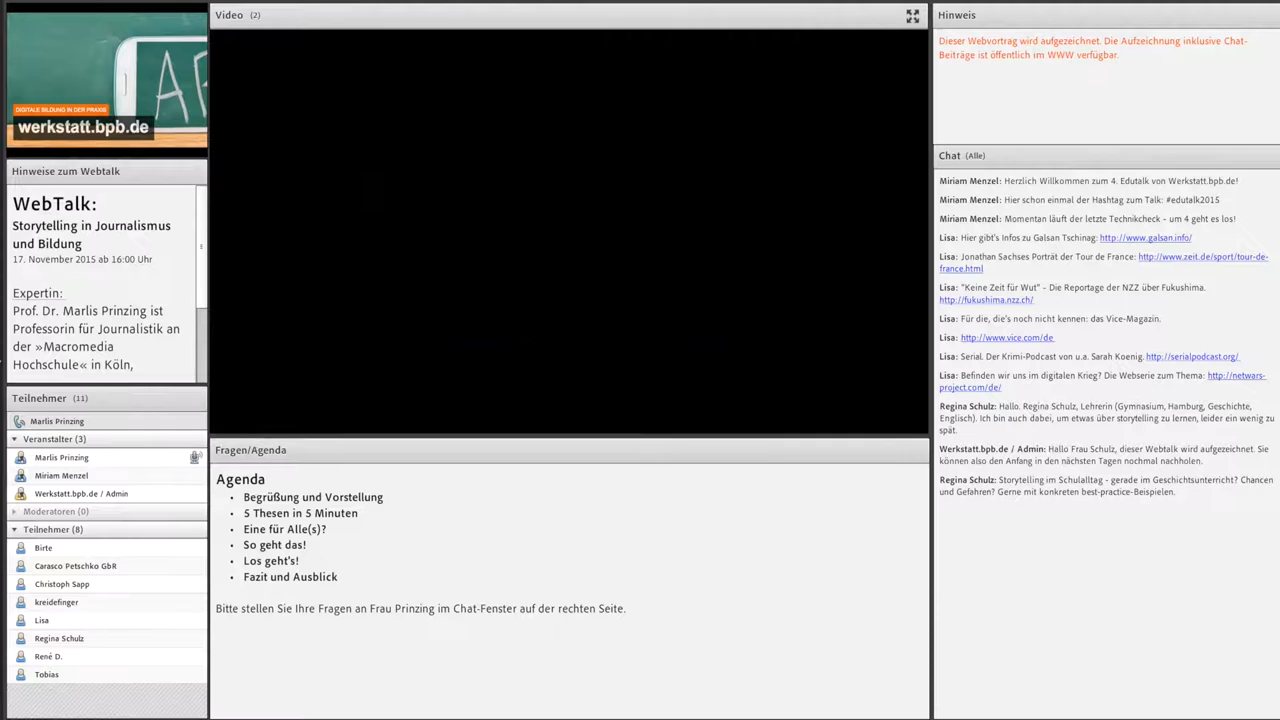 DIGITALE BILDUNG IN DER PRAXIS
werkstatt.bpb.de
Hinweise zum Webtalk
WebTalk:
Storytelling in Journalismus
und Bildung
17. November 2015 ab 16:00 Uhr
Expertin:
Prof. Dr. Marlis Prinzing ist
Professorin für Journalistik an
der »Macromedia
Hochschule« in Köln,
Teilnehmer (11)
Marlis Prinzing
Veranstalter (3)
Marlis Prinzing
Miriam Menzel
Werkstatt.bpb.de / Admin
Moderatoren (0)
Teilnehmer (8)
Birte
Carasco Petschko GbR
Christoph Sapp
kreidefinger
Lisa
Regina Schulz
René D.
Tobias
Video (2)
Fragen/Agenda
Agenda
• Begrüßung und Vorstellung
• 5 Thesen in 5 Minuten
• Eine für Alle(s)?
• So geht das!
• Los geht's!
• Fazit und Ausblick
Bitte stellen Sie Ihre Fragen an Frau Prinzing im Chat-Fenster auf der rechten Seite.
Hinweis
Dieser Webvortrag wird aufgezeichnet. Die Aufzeichnung inklusive Chat-
Beiträge ist öffentlich im WWW verfügbar.
Chat (Alle)
Miriam Menzel: Herzlich Willkommen zum 4. Edutalk von Werkstatt.bpb.de!
Miriam Menzel: Hier schon einmal der Hashtag zum Talk: #edutalk2015
Miriam Menzel: Momentan läuft der letzte Technikcheck - um 4 geht es los!
Lisa: Hier gibt's Infos zu Galsan Tschinag: http://www.galsan.info/
Lisa: Jonathan Sachses Porträt der Tour de France: http://www.zeit.de/sport/tour-de-
france.html
Lisa: "Keine Zeit für Wut" - Die Reportage der NZZ über Fukushima.
http://fukushima.nzz.ch/
Lisa: Für die, die's noch nicht kennen: das Vice-Magazin.
Lisa: http://www.vice.com/de
Lisa: Serial. Der Krimi-Podcast von u.a. Sarah Koenig. http://serialpodcast.org/
Lisa: Befinden wir uns im digitalen Krieg? Die Webserie zum Thema: http://netwars-
project.com/de/
Regina Schulz: Hallo. Regina Schulz, Lehrerin (Gymnasium, Hamburg, Geschichte,
Englisch). Ich bin auch dabei, um etwas über storytelling zu lernen, leider ein wenig zu
spät.
Werkstatt.bpb.de / Admin: Hallo Frau Schulz, dieser Webtalk wird aufgezeichnet. Sie
können also den Anfang in den nächsten Tagen nochmal nachholen.
Regina Schulz: Storytelling im Schulalltag - gerade im Geschichtsunterricht? Chancen
und Gefahren? Gerne mit konkreten best-practice-Beispielen.